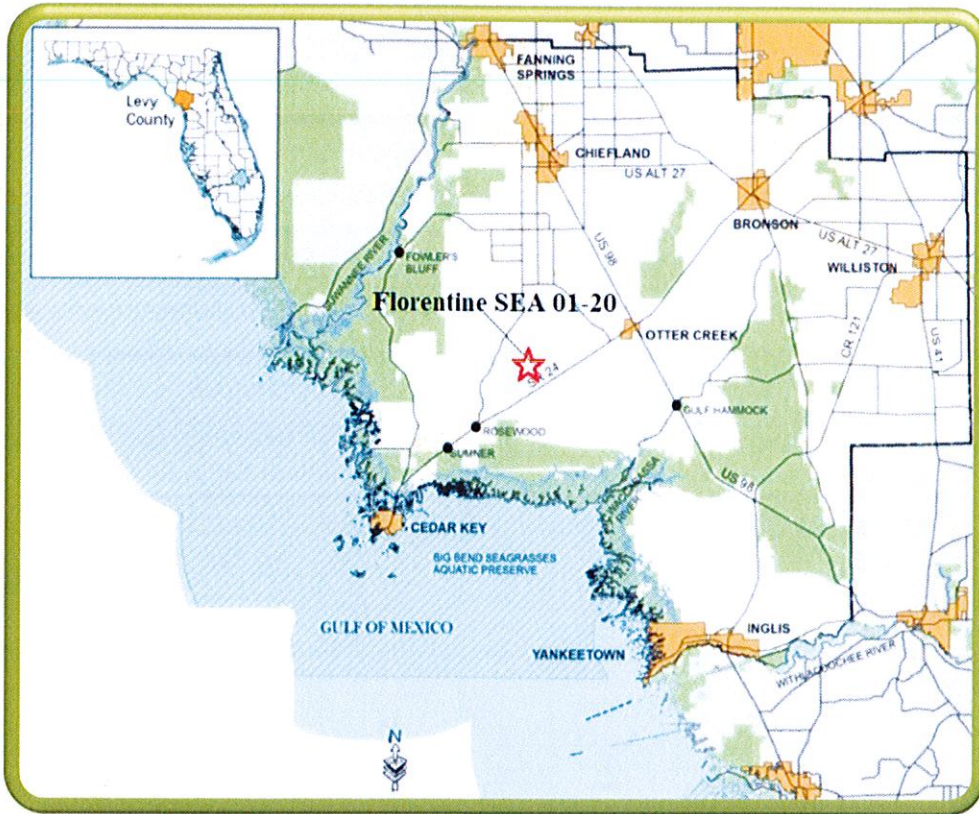 Levy
County
FANNING
SPRINGS
CHIEFLAND
US ALT 27
BRONSON
US 98
US ALT 27
WILLISTON
SUWANNEE RIVER
FOWLER'S
BLUFF
Florentine SEA 01-20
OTTER CREEK
CR 121
US 41
SR 24
GULF HAMMOCK
ROSEWOOD
SUMNER
WACCASASSA
RIVER
US 98
CEDAR KEY
BIG BEND SEAGRASSES
AQUATIC PRESERVE
GULF OF MEXICO
INGLIS
YANKEETOWN
WITHLACOOCHEE RIVER
N